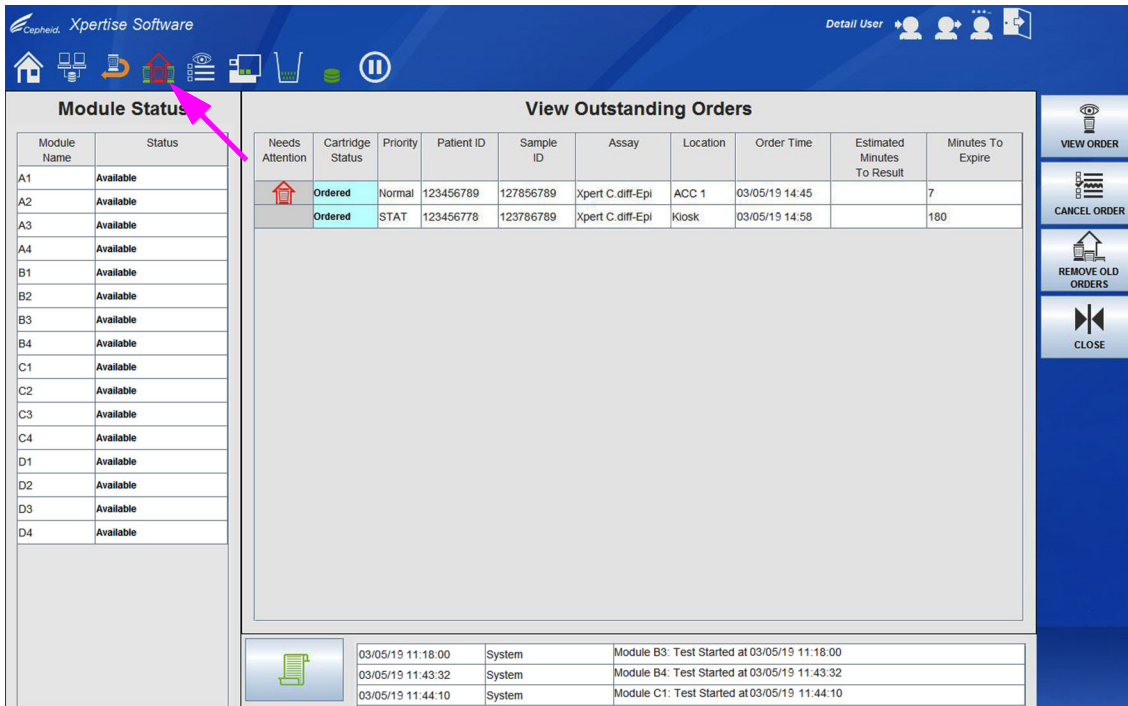 Cepheid. Xpertise Software
Detail User
Module Status
View Outstanding Orders
Module Name
Status
A1 Available
A2 Available
A3 Available
A4 Available
B1 Available
B2 Available
B3 Available
B4 Available
C1 Available
C2 Available
C3 Available
C4 Available
D1 Available
D2 Available
D3 Available
D4 Available
Needs Attention
Cartridge Status
Priority
Patient ID
Sample ID
Assay
Location
Order Time
Estimated Minutes To Result
Minutes To Expire
Ordered Normal 123456789 127856789 Xpert C.diff-Epi ACC 1 03/05/19 14:45 7
Ordered STAT 123456778 123786789 Xpert C.diff-Epi Kiosk 03/05/19 14:58 180
VIEW ORDER
CANCEL ORDER
REMOVE OLD
ORDERS
CLOSE
03/05/19 11:18:00 System Module B3: Test Started at 03/05/19 11:18:00
03/05/19 11:43:32 System Module B4: Test Started at 03/05/19 11:43:32
03/05/19 11:44:10 System Module C1: Test Started at 03/05/19 11:44:10